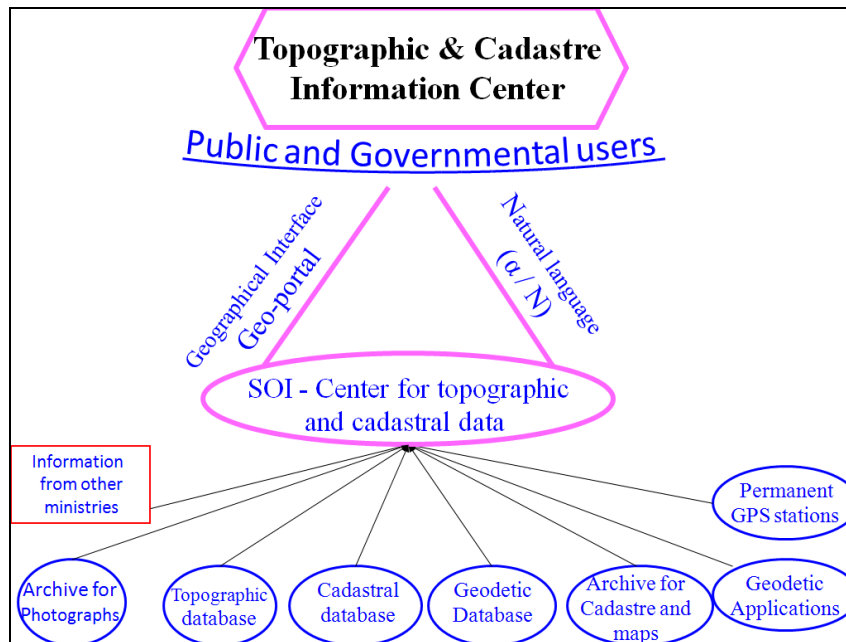 Topographic & Cadastre
Information Center
Public and Governmental users
Geographical Interface
Geo-portal
Natural language
(α / N)
SOI - Center for topographic
and cadastral data
Information
from other
ministries
Permanent
GPS stations
Archive for
Photographs
Topographic
database
Cadastral
database
Geodetic
Database
Archive for
Cadastre and
maps
Geodetic
Applications